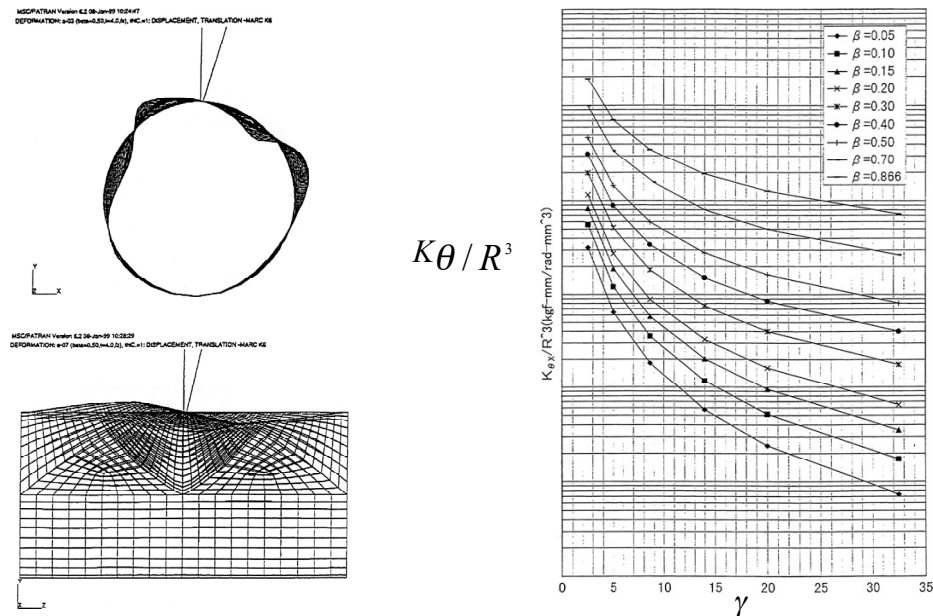 MSC/PATRAN Version 6.2 08-Jan-99 10:24:47
DEFORMATION: a-03 (beta=0.50,t=4.0,fx), INC.=1: DISPLACEMENT, TRANSLATION -MARC K6
Y
Z X
MSC/PATRAN Version 6.2 08-Jan-99 10:28:29
DEFORMATION: a-07 (beta=0.50,t=4.0,fz), INC.=1: DISPLACEMENT, TRANSLATION -MARC K6
Y
X Z
Kθ/R³
K θX/R^3(kgf-mm/rad-mm^3)
β=0.05
β=0.10
β=0.15
β=0.20
β=0.30
β=0.40
β=0.50
β=0.70
β=0.866
0 5 10 15 20 25 30 35
γ